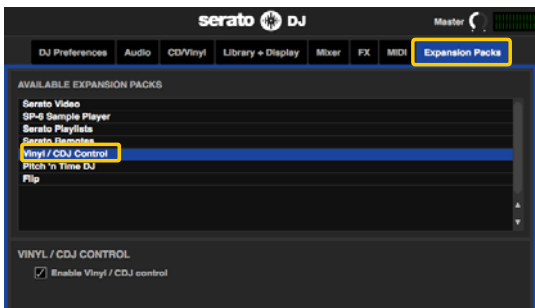 serato DJ
Master
DJ Preferences Audio CD/Vinyl Library + Display Mixer FX MIDI Expansion Packs
AVAILABLE EXPANSION PACKS
Serato Video
SP-6 Sample Player
Serato Playlists
Serato Remotes
Vinyl / CDJ Control
Pitch 'n Time DJ
Flip
VINYL / CDJ CONTROL
Enable Vinyl / CDJ control